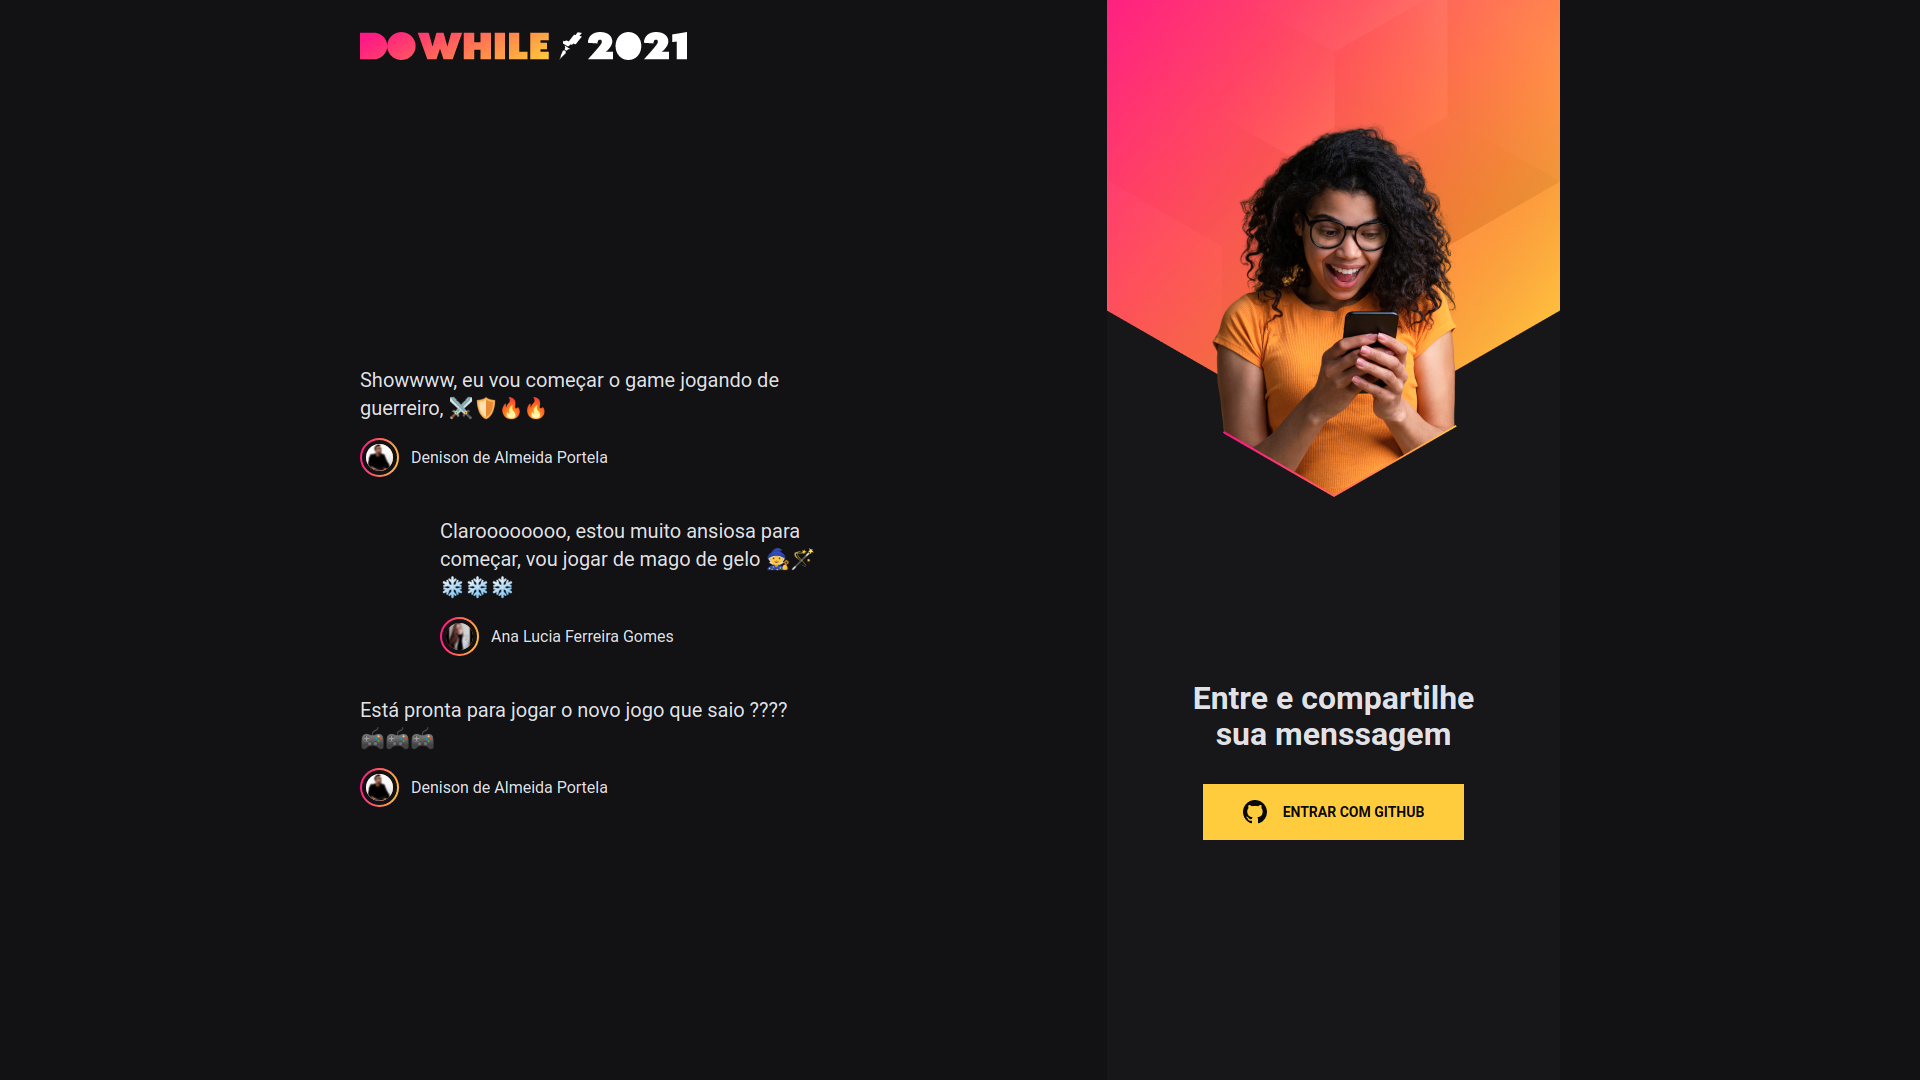 DOWHILE 2021
Showwww, eu vou começar o game jogando de
guerreiro, ⚔️🛡️🔥🔥
Denison de Almeida Portela
Claroooooooo, estou muito ansiosa para
começar, vou jogar de mago de gelo 🧙🪄
❄️❄️❄️
Ana Lucia Ferreira Gomes
Está pronta para jogar o novo jogo que saio ????
🎮🎮🎮
Denison de Almeida Portela
Entre e compartilhe
sua menssagem
ENTRAR COM GITHUB